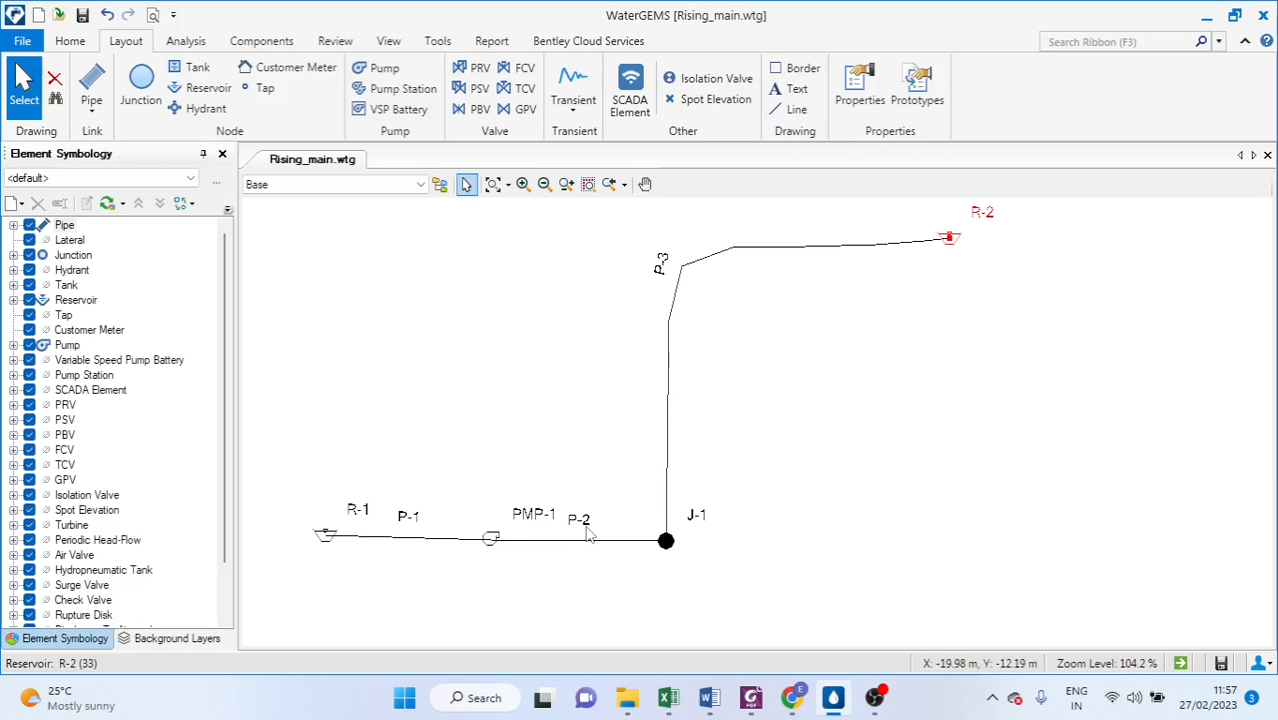 WaterGEMS [Rising_main.wtg]
File Home Layout Analysis Components Review View Tools Report Bentley Cloud Services
Search Ribbon (F3)
Select
Drawing
Pipe
Link
Junction
Tank
Reservoir
Hydrant
Customer Meter
Tap
Node
Pump
Pump Station
VSP Battery
Pump
PRV FCV
PSV TCV
PBV GPV
Valve
Transient
Transient
SCADA
Element
Isolation Valve
Spot Elevation
Other
Border
Text
Line
Drawing
Properties Prototypes
Properties
Element Symbology
<default>
...
Pipe
Lateral
Junction
Hydrant
Tank
Reservoir
Tap
Customer Meter
Pump
Variable Speed Pump Battery
Pump Station
SCADA Element
PRV
PSV
PBV
FCV
TCV
GPV
Isolation Valve
Spot Elevation
Turbine
Periodic Head-Flow
Air Valve
Hydropneumatic Tank
Surge Valve
Check Valve
Rupture Disk
Element Symbology Background Layers
Rising_main.wtg
Base
R-2
P-3
R-1
P-1
PMP-1
P-2
J-1
Reservoir: R-2 (33)
X: -19.98 m, Y: -12.19 m
Zoom Level: 104.2 %
25°C
Mostly sunny
Search
ENG
IN
11:57
27/02/2023
3